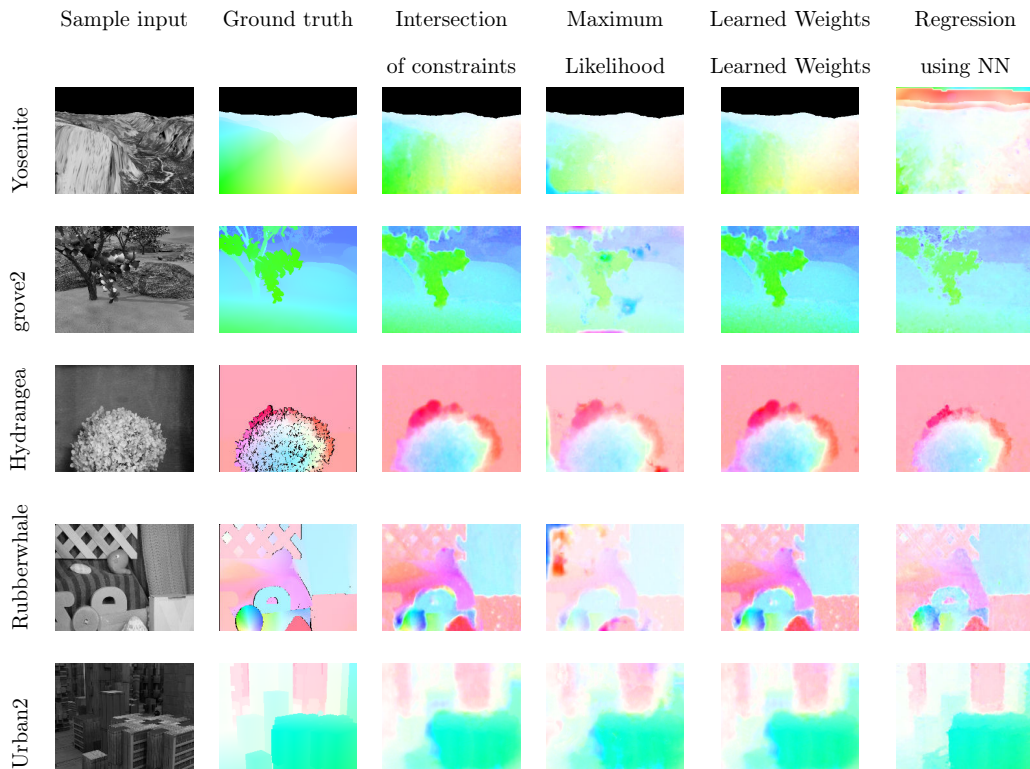 Sample input Ground truth Intersection Maximum Learned Weights Regression
of constraints Likelihood Learned Weights using NN
Yosemite
grove2
Hydrangea
Rubberwhale
Urban2